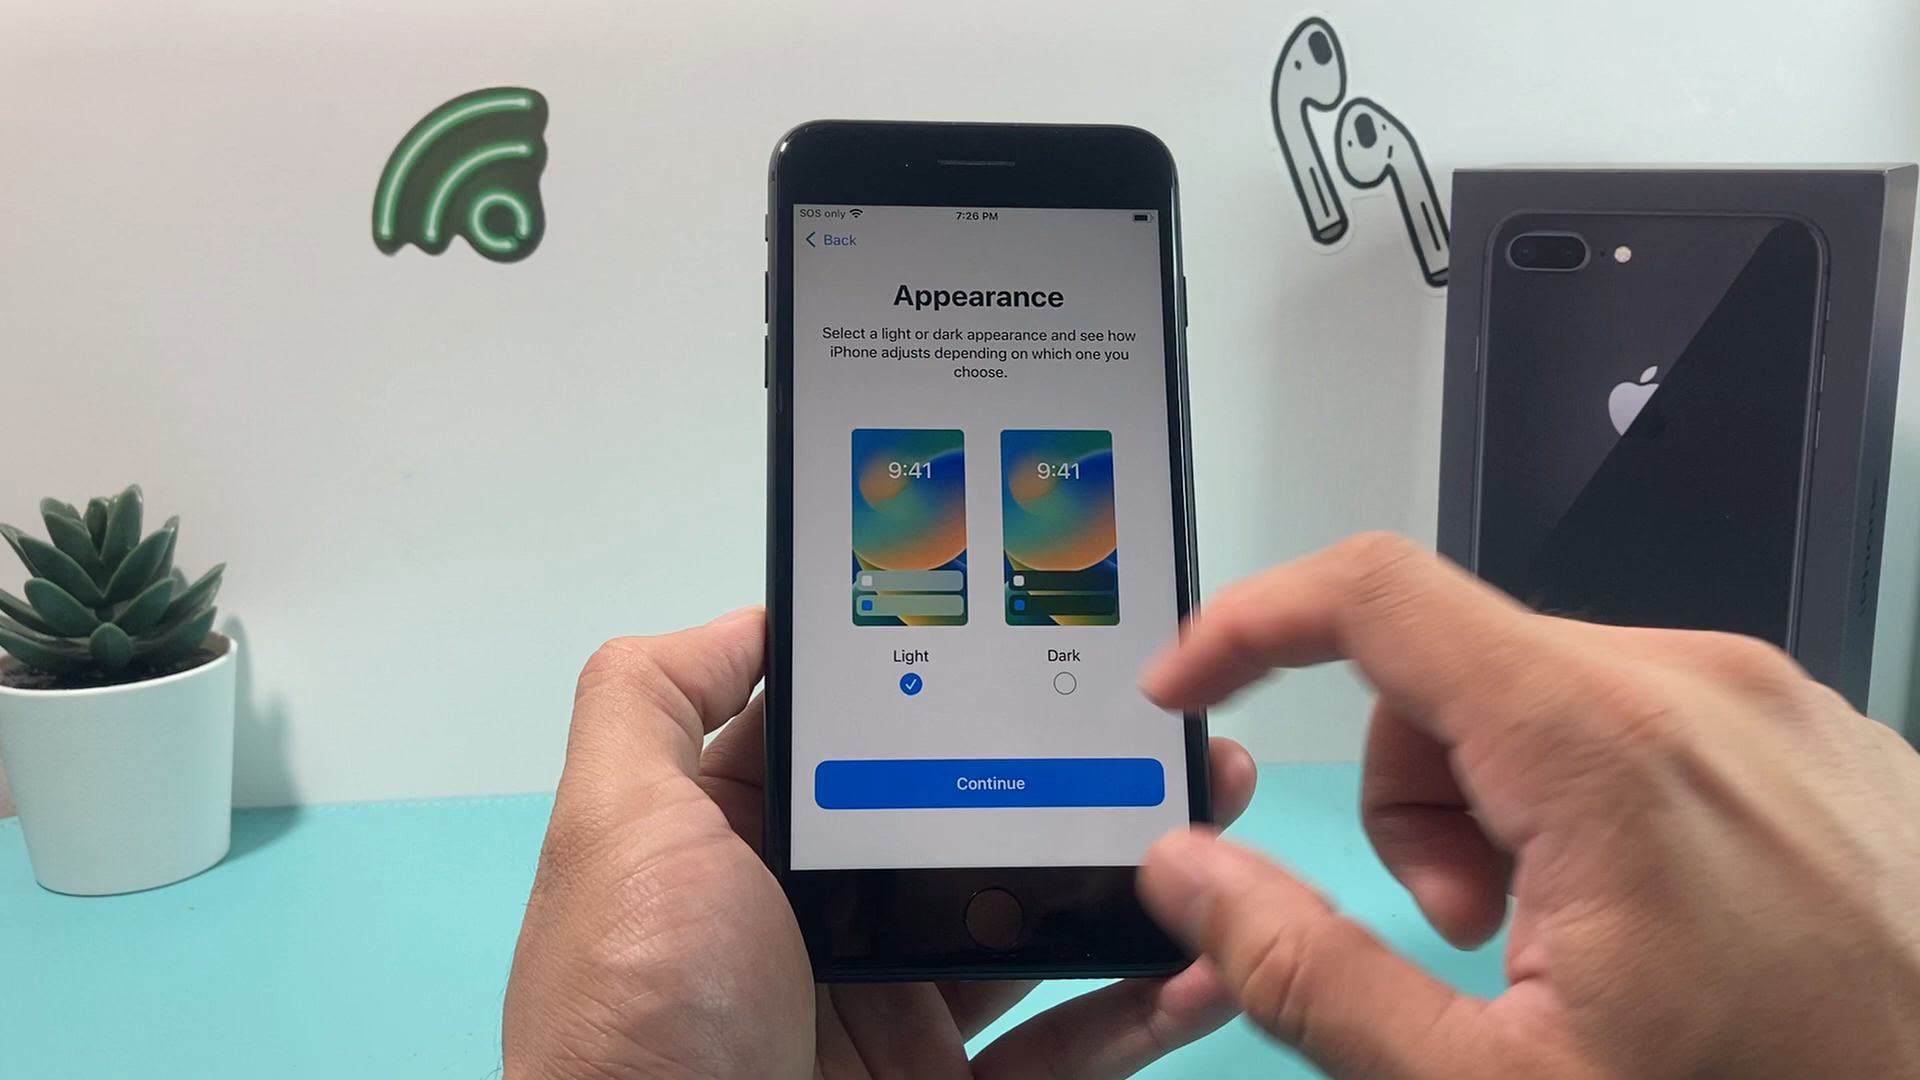 SOS only
7:26 PM
Back
Appearance
Select a light or dark appearance and see how
iPhone adjusts depending on which one you
choose.
9:41
9:41
Light
Dark
Continue